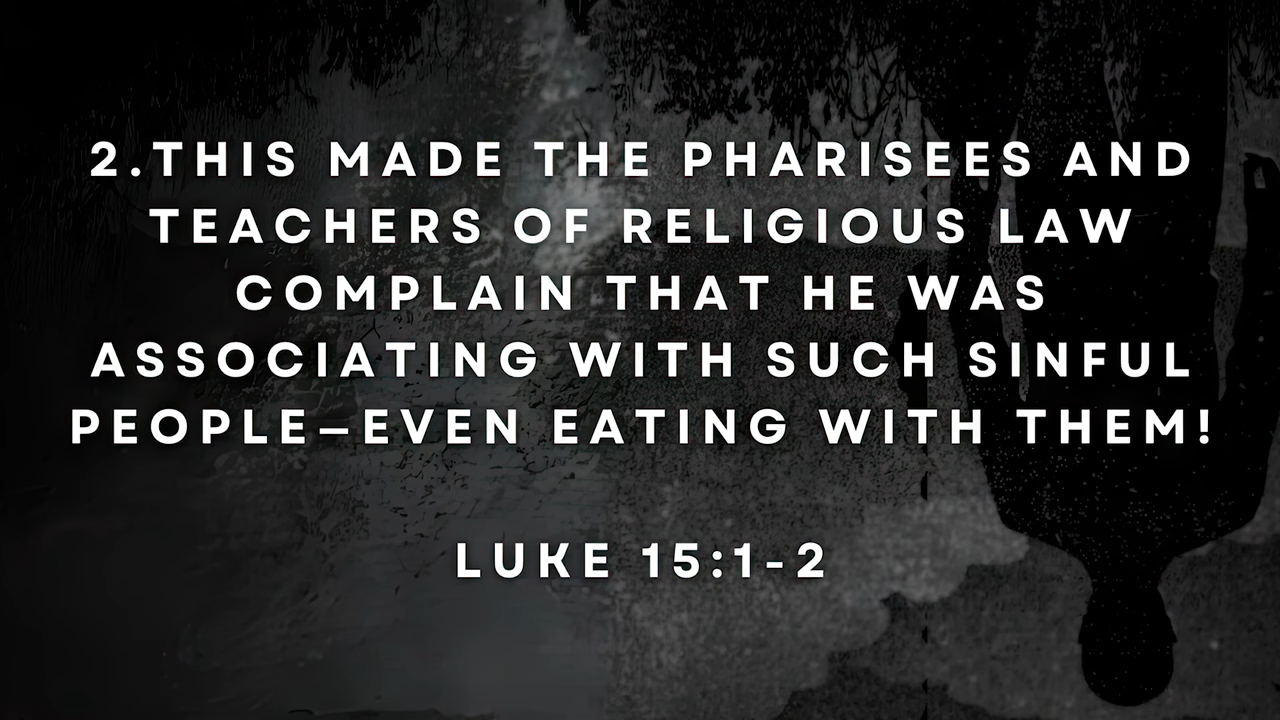 2.THIS MADE THE PHARISEES AND
TEACHERS OF RELIGIOUS LAW
COMPLAIN THAT HE WAS
ASSOCIATING WITH SUCH SINFUL
PEOPLE—EVEN EATING WITH THEM!
LUKE 15:1-2